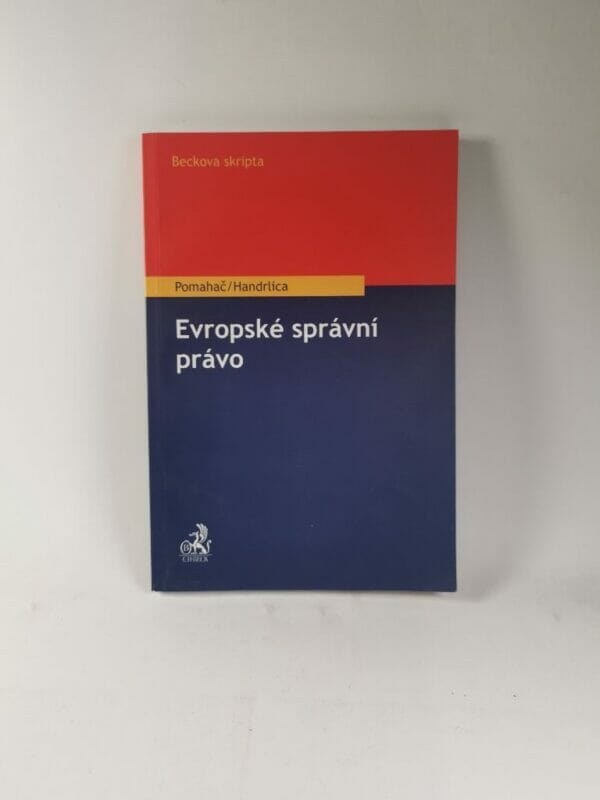 Beckova skripta
Pomahač/Handrlica
Evropské správní
právo
C.H.BECK